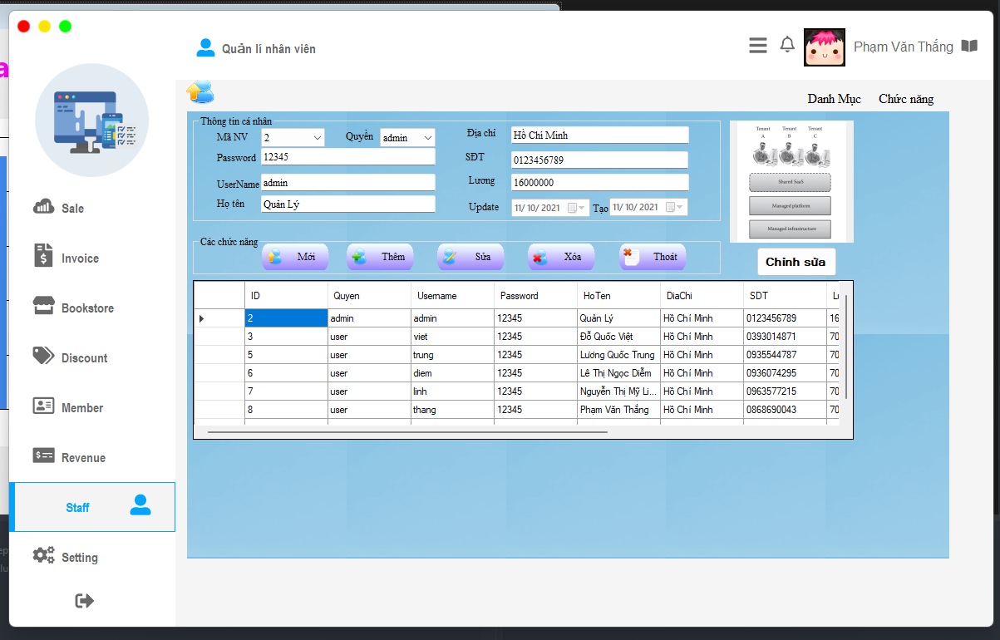 Quản lí nhân viên
Phạm Văn Thắng
Danh Mục Chức năng
Sale
Invoice
Bookstore
Discount
Member
Revenue
Staff
Setting
Thông tin cá nhân
Mã NV 2 Quyền admin Địa chỉ Hồ Chí Minh
Password 12345 SĐT 0123456789
UserName admin Lương 16000000
Họ tên Quản Lý Update 11/ 10/ 2021 Tạo 11/ 10/ 2021
Tenant Tenant Tenant
A B C
Shared SaaS
Managed platform
Managed infrastructure
Chỉnh sửa
Các chức năng
Mới Thêm Sửa Xóa Thoát
ID Quyen Username Password HoTen DiaChi SDT
2 admin admin 12345 Quản Lý Hồ Chí Minh 0123456789 16
3 user viet 12345 Đỗ Quốc Việt Hồ Chí Minh 0393014871 70
5 user trung 12345 Lương Quốc Trung Hồ Chí Minh 0935544787 70
6 user diem 12345 Lê Thị Ngọc Diễm Hồ Chí Minh 0936074295 70
7 user linh 12345 Nguyễn Thị Mỹ Li... Hồ Chí Minh 0963577215 70
8 user thang 12345 Phạm Văn Thắng Hồ Chí Minh 0868690043 70